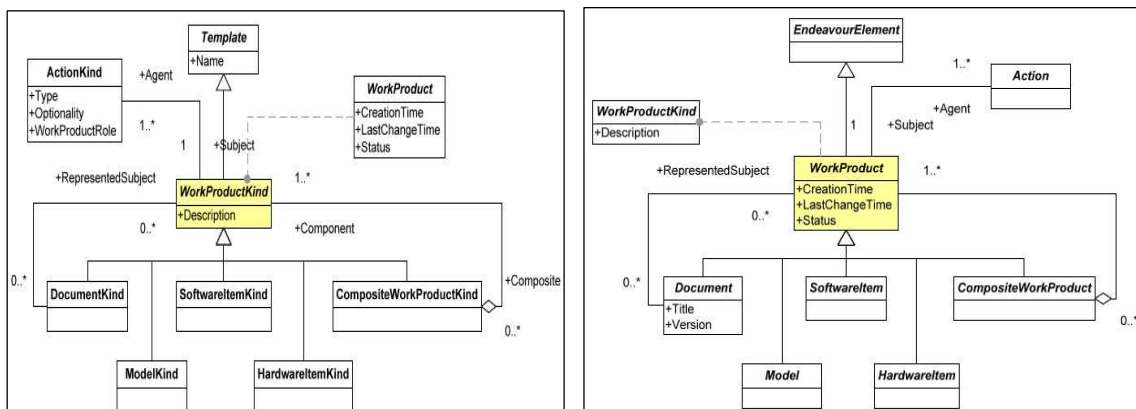 Template
+Name
ActionKind
+Type
+Optionality
+WorkProductRole
+Agent
1..*
1
+Subject
WorkProduct
+CreationTime
+LastChangeTime
+Status
+RepresentedSubject
1..*
WorkProductKind
+Description
0..*
+Component
0..*
DocumentKind
SoftwareItemKind
CompositeWorkProductKind
+Composite
0..*
ModelKind
HardwareItemKind
EndeavourElement
1..*
Action
+Agent
WorkProductKind
+Description
1
+Subject
+RepresentedSubject
WorkProduct
+CreationTime
+LastChangeTime
+Status
1..*
0..*
0..*
Document
+Title
+Version
SoftwareItem
CompositeWorkProduct
0..*
Model
HardwareItem